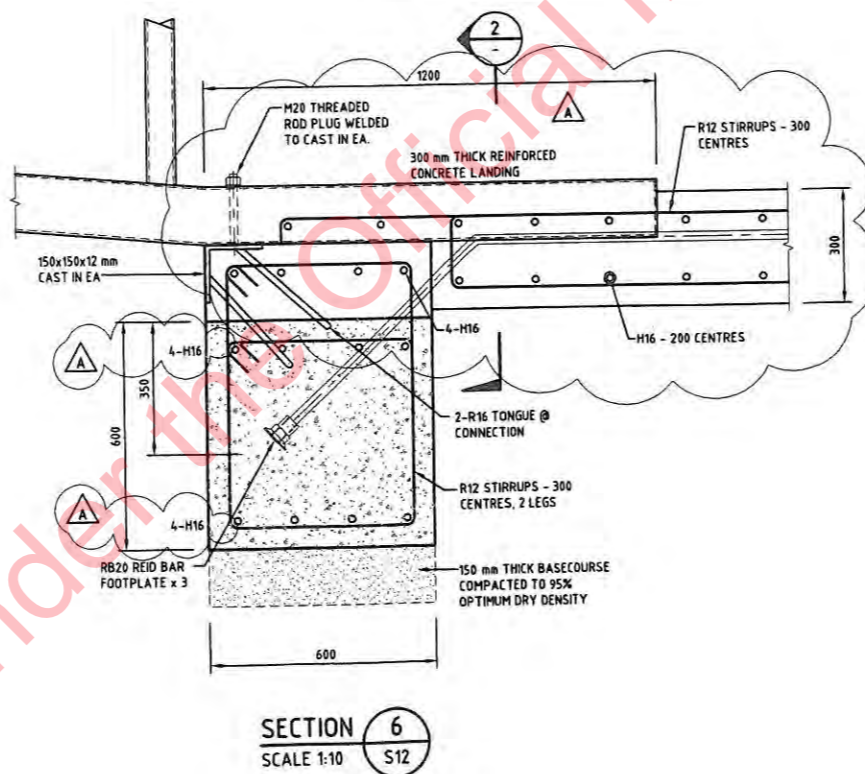 2
-
1200
M20 THREADED
ROD PLUG WELDED
TO CAST IN EA.
A
R12 STIRRUPS - 300
CENTRES
300 mm THICK REINFORCED
CONCRETE LANDING
300
150x150x12 mm
CAST IN EA
4-H16
H16 - 200 CENTRES
A
4-H16
350
600
2-R16 TONGUE @
CONNECTION
R12 STIRRUPS - 300
CENTRES, 2 LEGS
A
4-H16
RB20 REID BAR
FOOTPLATE x 3
150 mm THICK BASECOURSE
COMPACTED TO 95%
OPTIMUM DRY DENSITY
600
SECTION 6
SCALE 1:10 S12
nder the Official